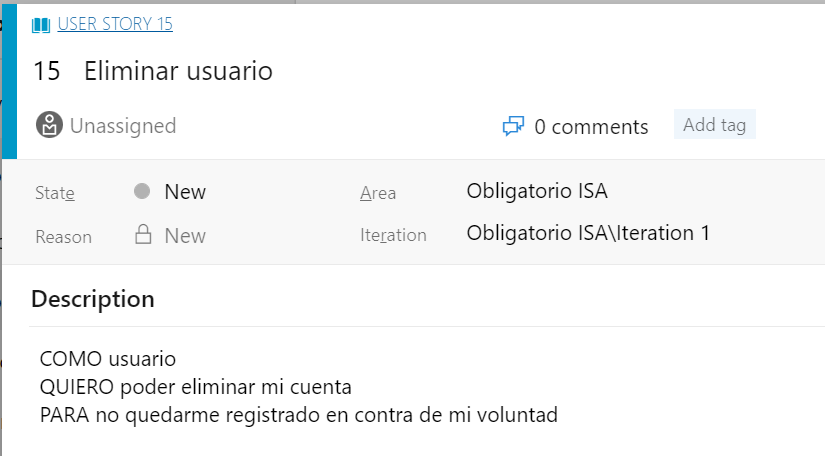 USER STORY 15
15 Eliminar usuario
Unassigned
0 comments
Add tag
State New
Area Obligatorio ISA
Reason New
Iteration Obligatorio ISA\Iteration 1
Description
COMO usuario
QUIERO poder eliminar mi cuenta
PARA no quedarme registrado en contra de mi voluntad